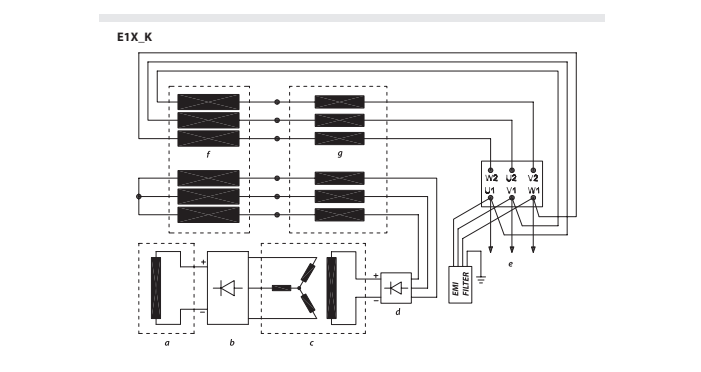 E1X_K
f
g
W2 U2 V2
U1 V1 W1
e
+
−
+
−
EMI
FILTER
a
b
c
d